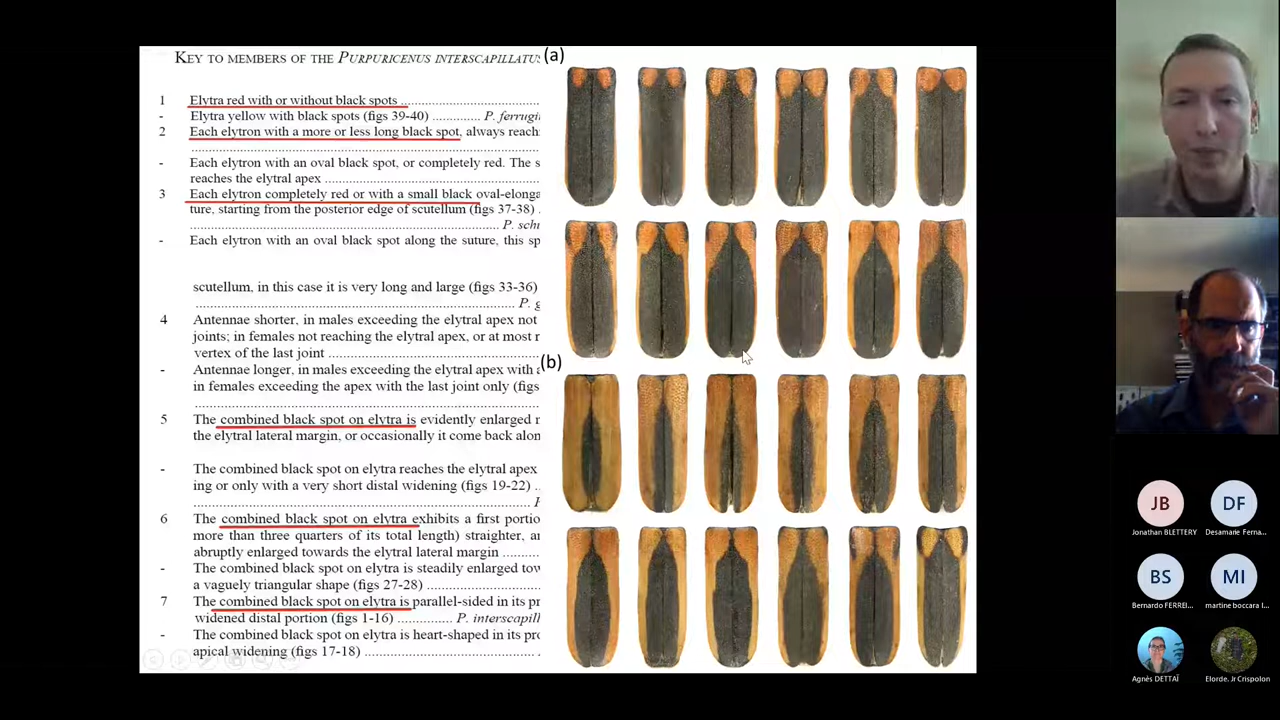 KEY TO MEMBERS OF THE PURPURICENUS INTERSCAPILLATUS
(a)
1 Elytra red with or without black spots
- Elytra yellow with black spots (figs 39-40) P. ferrugi
2 Each elytron with a more or less long black spot, always reach
- Each elytron with an oval black spot, or completely red. The s
reaches the elytral apex
3 Each elytron completely red or with a small black oval-elonga
ture, starting from the posterior edge of scutellum (figs 37-38)
P. schu
- Each elytron with an oval black spot along the suture, this sp
scutellum, in this case it is very long and large (figs 33-36)
P. g
4 Antennae shorter, in males exceeding the elytral apex not
joints; in females not reaching the elytral apex, or at most r
vertex of the last joint
(b)
- Antennae longer, in males exceeding the elytral apex with a
in females exceeding the apex with the last joint only (figs
5 The combined black spot on elytra is evidently enlarged
the elytral lateral margin, or occasionally it come back alon
- The combined black spot on elytra reaches the elytral apex
ing or only with a very short distal widening (figs 19-22)
6 The combined black spot on elytra exhibits a first portio
more than three quarters of its total length) straighter, an
abruptly enlarged towards the elytral lateral margin
- The combined black spot on elytra is steadily enlarged tow
a vaguely triangular shape (figs 27-28)
7 The combined black spot on elytra is parallel-sided in its pr
widened distal portion (figs 1-16) P. interscapill
- The combined black spot on elytra is heart-shaped in its pro
apical widening (figs 17-18)
JB
DF
Jonathan BLETTERY
Desamarie Ferna...
BS
MI
Bernardo FERREI...
martine boccara I...
Agnès DETTAÏ
Elorde. Jr Crispolon